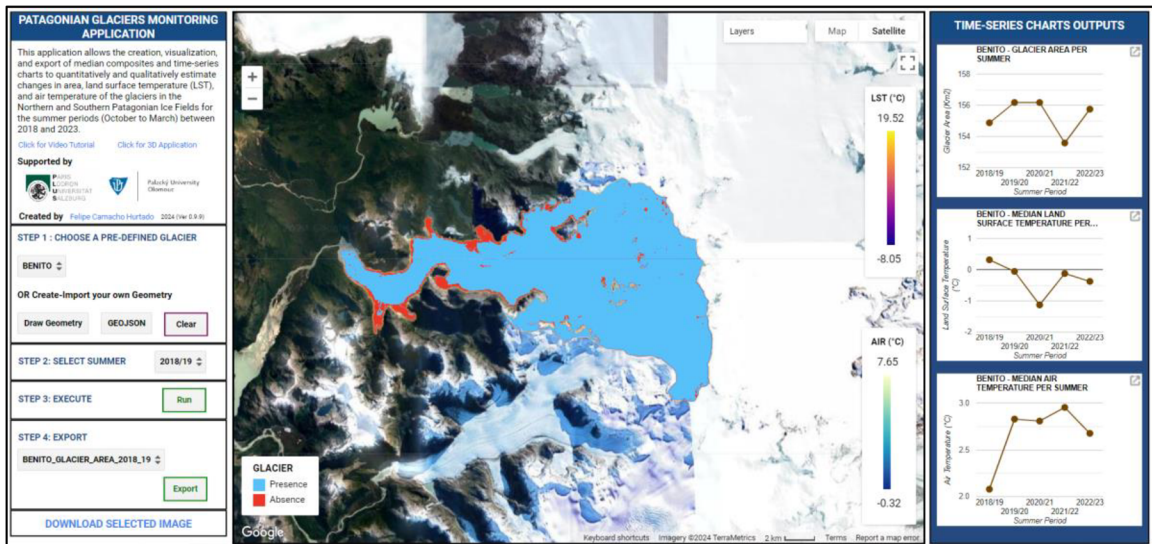 PATAGONIAN GLACIERS MONITORING
APPLICATION
This application allows the creation, visualization,
and export of median composites and time-series
charts to quantitatively and qualitatively estimate
changes in area, land surface temperature (LST),
and air temperature of the glaciers in the
Northern and Southern Patagonian Ice Fields for
the summer periods (October to March) between
2018 and 2023.
Click for Video Tutorial Click for 3D Application
Supported by
PARIS
LODRON
UNIVERSITÄT
SALZBURG
Palacký University
Olomouc
Created by Felipe Camacho Hurtado 2024 (Ver 0.9.9)
STEP 1 : CHOOSE A PRE-DEFINED GLACIER
BENITO
OR Create-Import your own Geometry
Draw Geometry GEOJSON Clear
STEP 2: SELECT SUMMER 2018/19
STEP 3: EXECUTE Run
STEP 4: EXPORT
BENITO_GLACIER_AREA_2018_19
Export
DOWNLOAD SELECTED IMAGE
+
−
Layers
Map Satellite
LST (°C)
19.52
-8.05
AIR (°C)
7.65
-0.32
GLACIER
Presence
Absence
Google
Keyboard shortcuts Imagery ©2024 TerraMetrics 2 km Terms Report a map error
TIME-SERIES CHARTS OUTPUTS
BENITO - GLACIER AREA PER
SUMMER
Glacier Area (Km2)
158
156
154
152
2018/19 2020/21 2022/23
2019/20 2021/22
Summer Period
BENITO - MEDIAN LAND
SURFACE TEMPERATURE PER...
Land Surface Temperature
(°C)
1
0
-1
-2
2018/19 2020/21 2022/23
2019/20 2021/22
Summer Period
BENITO - MEDIAN AIR
TEMPERATURE PER SUMMER
Air Temperature (°C)
3.0
2.5
2.0
2018/19 2020/21 2022/23
2019/20 2021/22
Summer Period